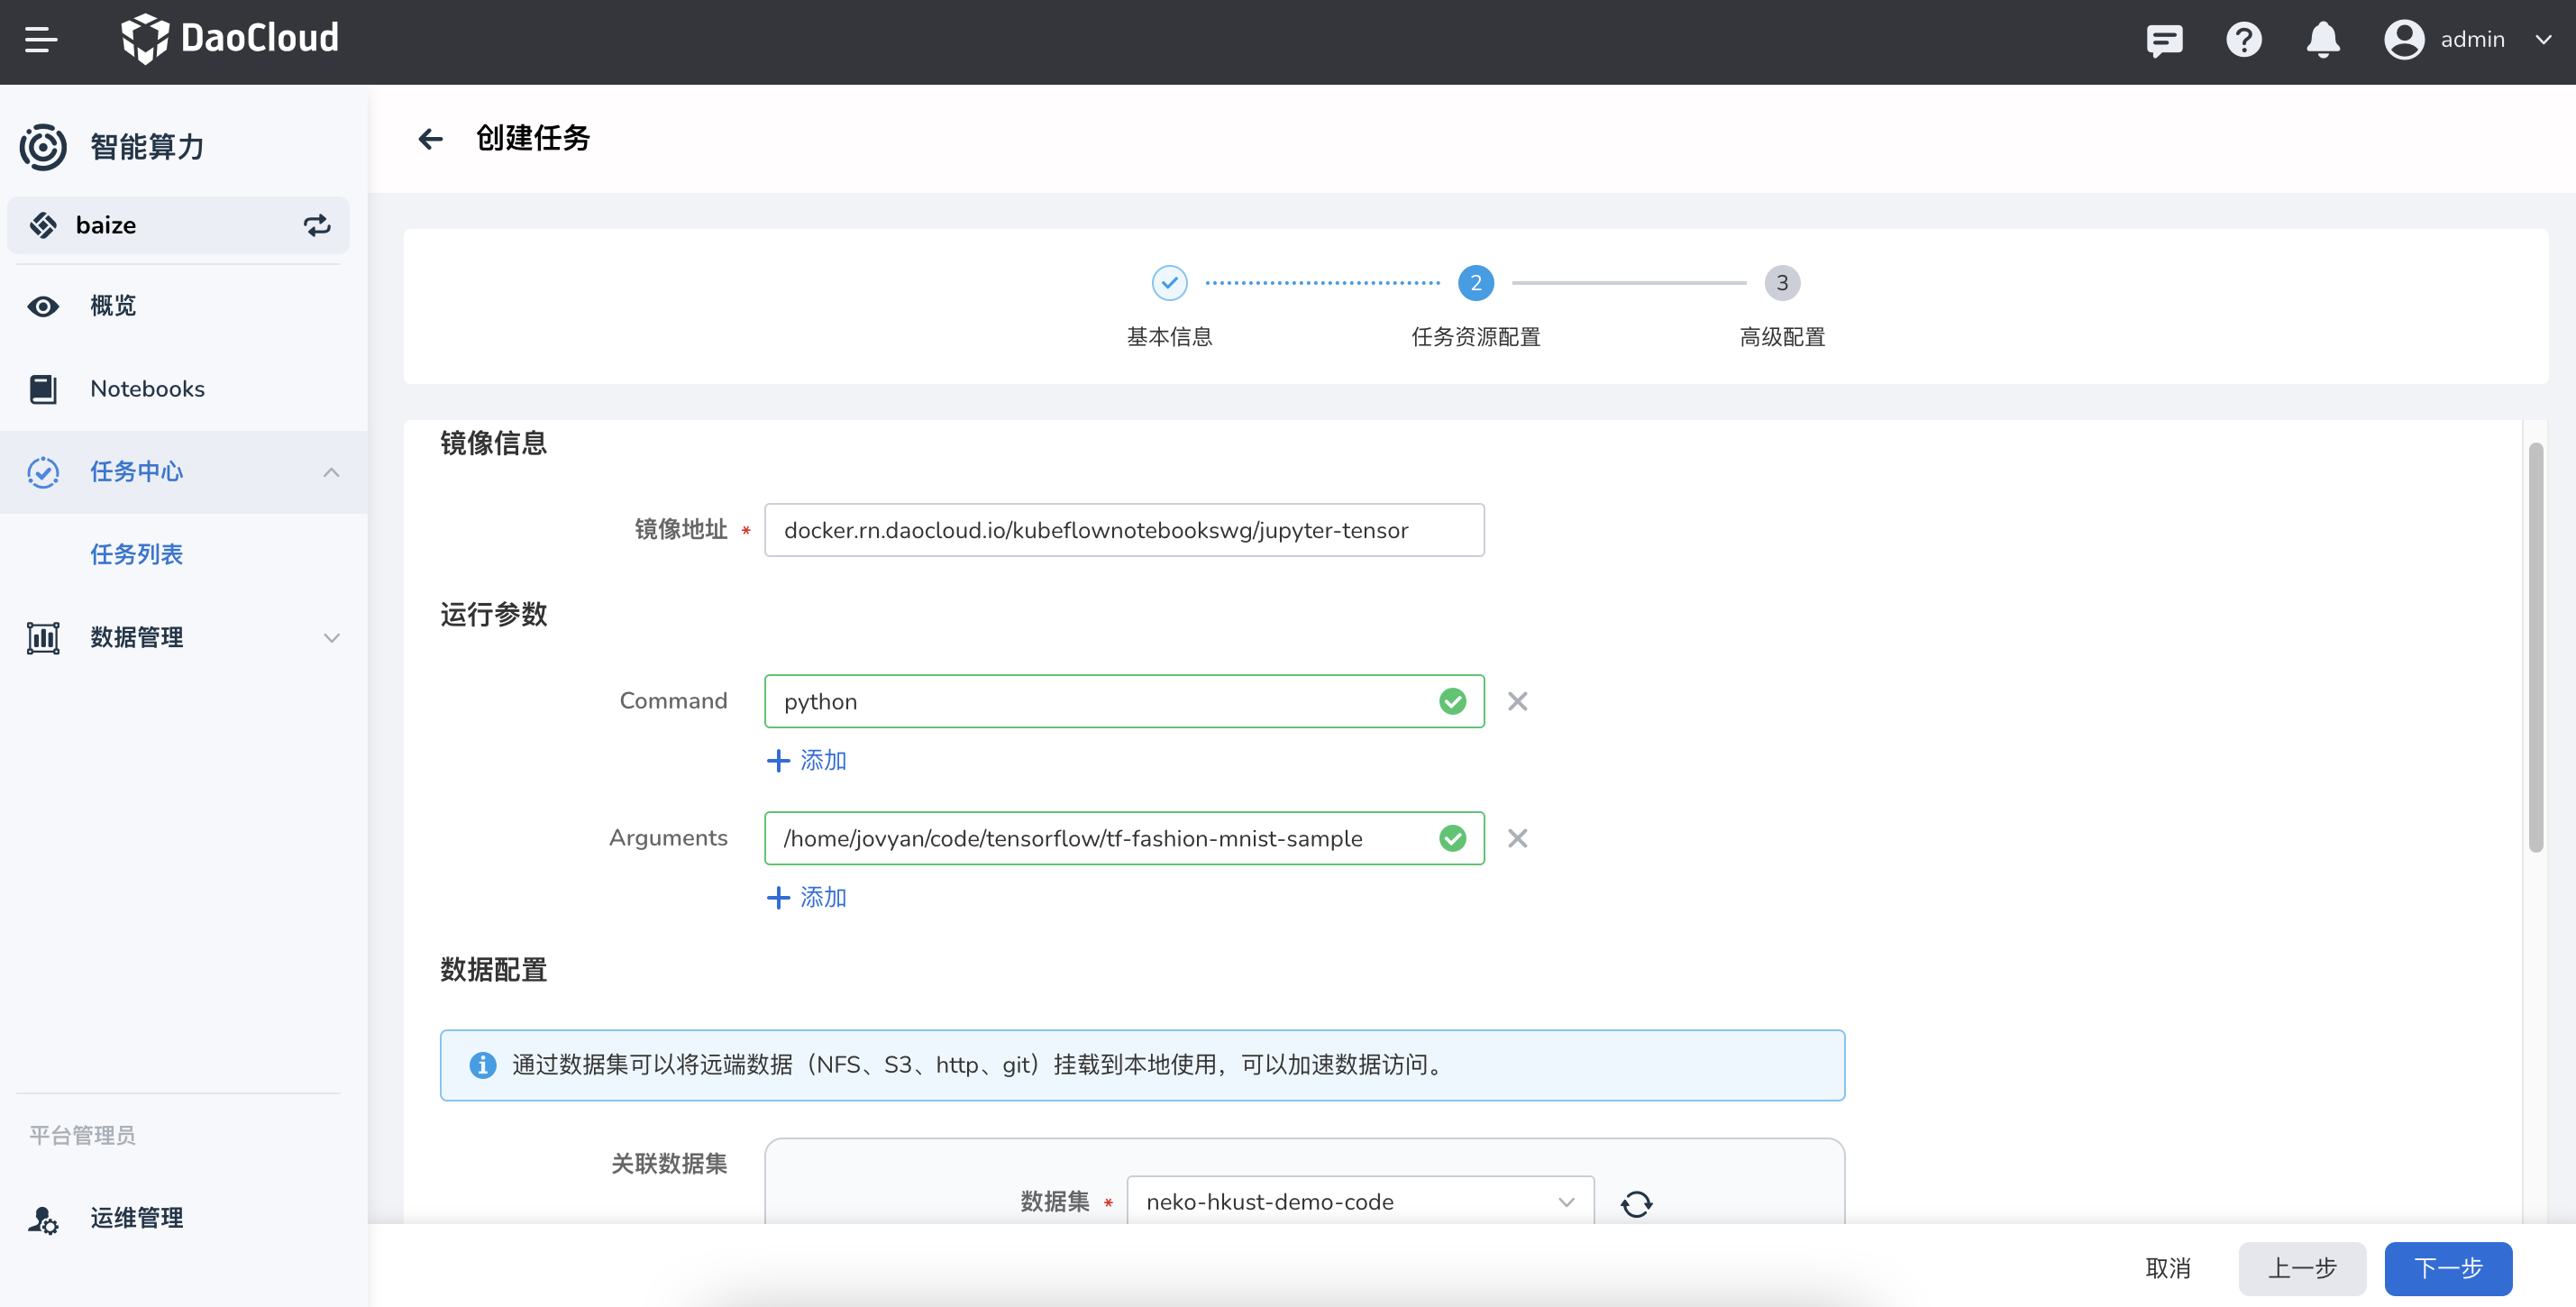 DaoCloud
admin
智能算力
baize
概览
Notebooks
任务中心
任务列表
数据管理
平台管理员
运维管理
创建任务
2
3
基本信息
任务资源配置
高级配置
镜像信息
镜像地址 * docker.rn.daocloud.io/kubeflownotebookswg/jupyter-tensor
运行参数
Command python
添加
Arguments /home/jovyan/code/tensorflow/tf-fashion-mnist-sample
添加
数据配置
通过数据集可以将远端数据（NFS、S3、http、git）挂载到本地使用，可以加速数据访问。
关联数据集
数据集 * neko-hkust-demo-code
取消
上一步
下一步